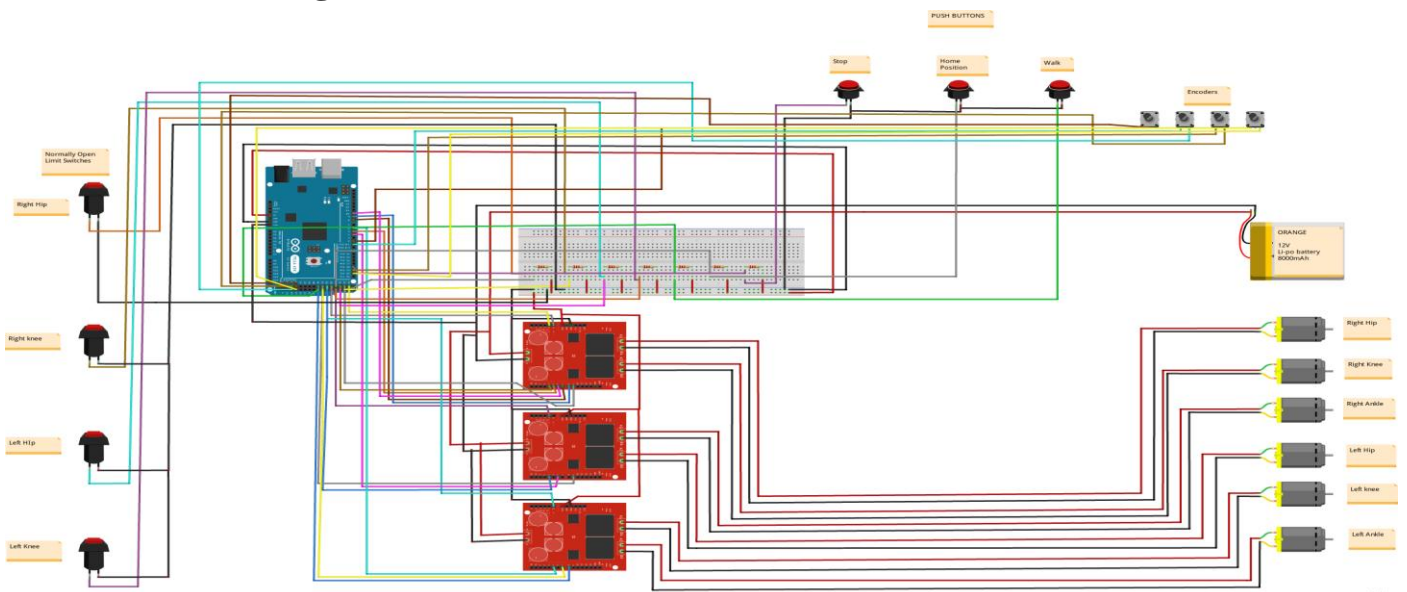 PUSH BUTTONS
Stop
Home
Position
Walk
Encoders
Normally Open
Limit Switches
Right Hip
ORANGE
12V
Li-po battery
8000mAh
Right Hip
Right knee
Right Knee
Right Ankle
Left Hip
Left Hip
Left knee
Left Knee
Left Ankle